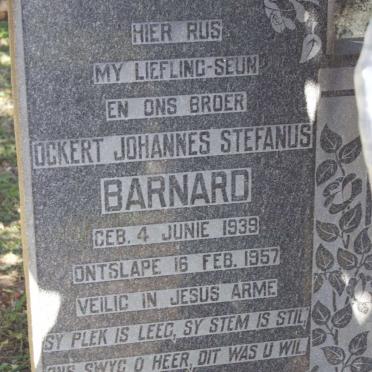 HIER RUS
MY LIEFLING-SEUN
EN ONS BROER
OCKERT JOHANNES STEFANUS
BARNARD
GEB. 4 JUNIE 1939
ONTSLAPE 16 FEB. 1957
VEILIG IN JESUS ARME
SY PLEK IS LEEG, SY STEM IS STIL,
ONS SWYG O HEER, DIT WAS U WIL